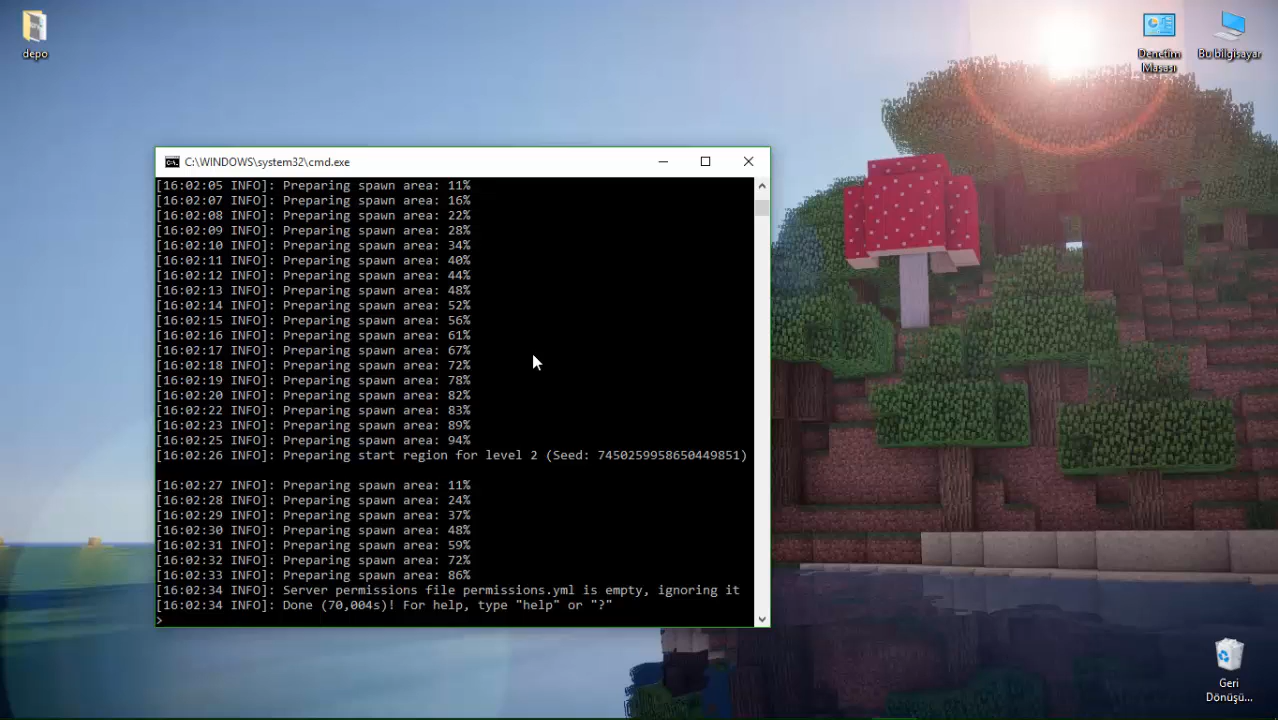 depo
Denetim
Masası
Bu bilgisayar
C:\WINDOWS\system32\cmd.exe
[16:02:05 INFO]: Preparing spawn area: 11%
[16:02:07 INFO]: Preparing spawn area: 16%
[16:02:08 INFO]: Preparing spawn area: 22%
[16:02:09 INFO]: Preparing spawn area: 28%
[16:02:10 INFO]: Preparing spawn area: 34%
[16:02:11 INFO]: Preparing spawn area: 40%
[16:02:12 INFO]: Preparing spawn area: 44%
[16:02:13 INFO]: Preparing spawn area: 48%
[16:02:14 INFO]: Preparing spawn area: 52%
[16:02:15 INFO]: Preparing spawn area: 56%
[16:02:16 INFO]: Preparing spawn area: 61%
[16:02:17 INFO]: Preparing spawn area: 67%
[16:02:18 INFO]: Preparing spawn area: 72%
[16:02:19 INFO]: Preparing spawn area: 78%
[16:02:20 INFO]: Preparing spawn area: 82%
[16:02:22 INFO]: Preparing spawn area: 83%
[16:02:23 INFO]: Preparing spawn area: 89%
[16:02:25 INFO]: Preparing spawn area: 94%
[16:02:26 INFO]: Preparing start region for level 2 (Seed: 7450259958650449851)
[16:02:27 INFO]: Preparing spawn area: 11%
[16:02:28 INFO]: Preparing spawn area: 24%
[16:02:29 INFO]: Preparing spawn area: 37%
[16:02:30 INFO]: Preparing spawn area: 48%
[16:02:31 INFO]: Preparing spawn area: 59%
[16:02:32 INFO]: Preparing spawn area: 72%
[16:02:33 INFO]: Preparing spawn area: 86%
[16:02:34 INFO]: Server permissions file permissions.yml is empty, ignoring it
[16:02:34 INFO]: Done (70,004s)! For help, type "help" or "?"
>
Geri
Dönüşü...